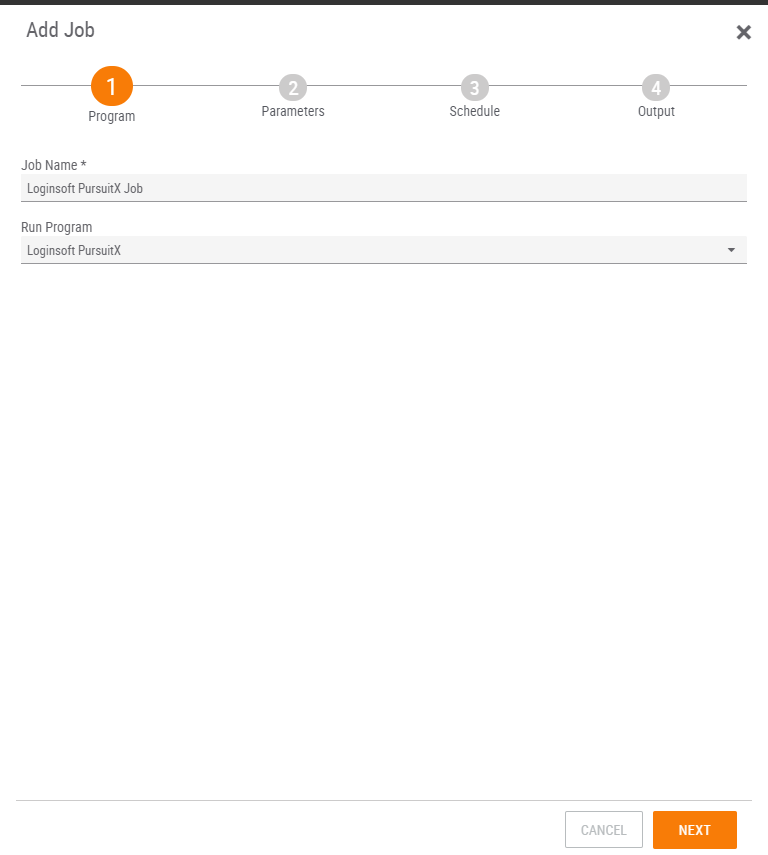 Add Job
1
2
3
4
Program
Parameters
Schedule
Output
Job Name *
Loginsoft PursuitX Job
Run Program
Loginsoft PursuitX
CANCEL
NEXT